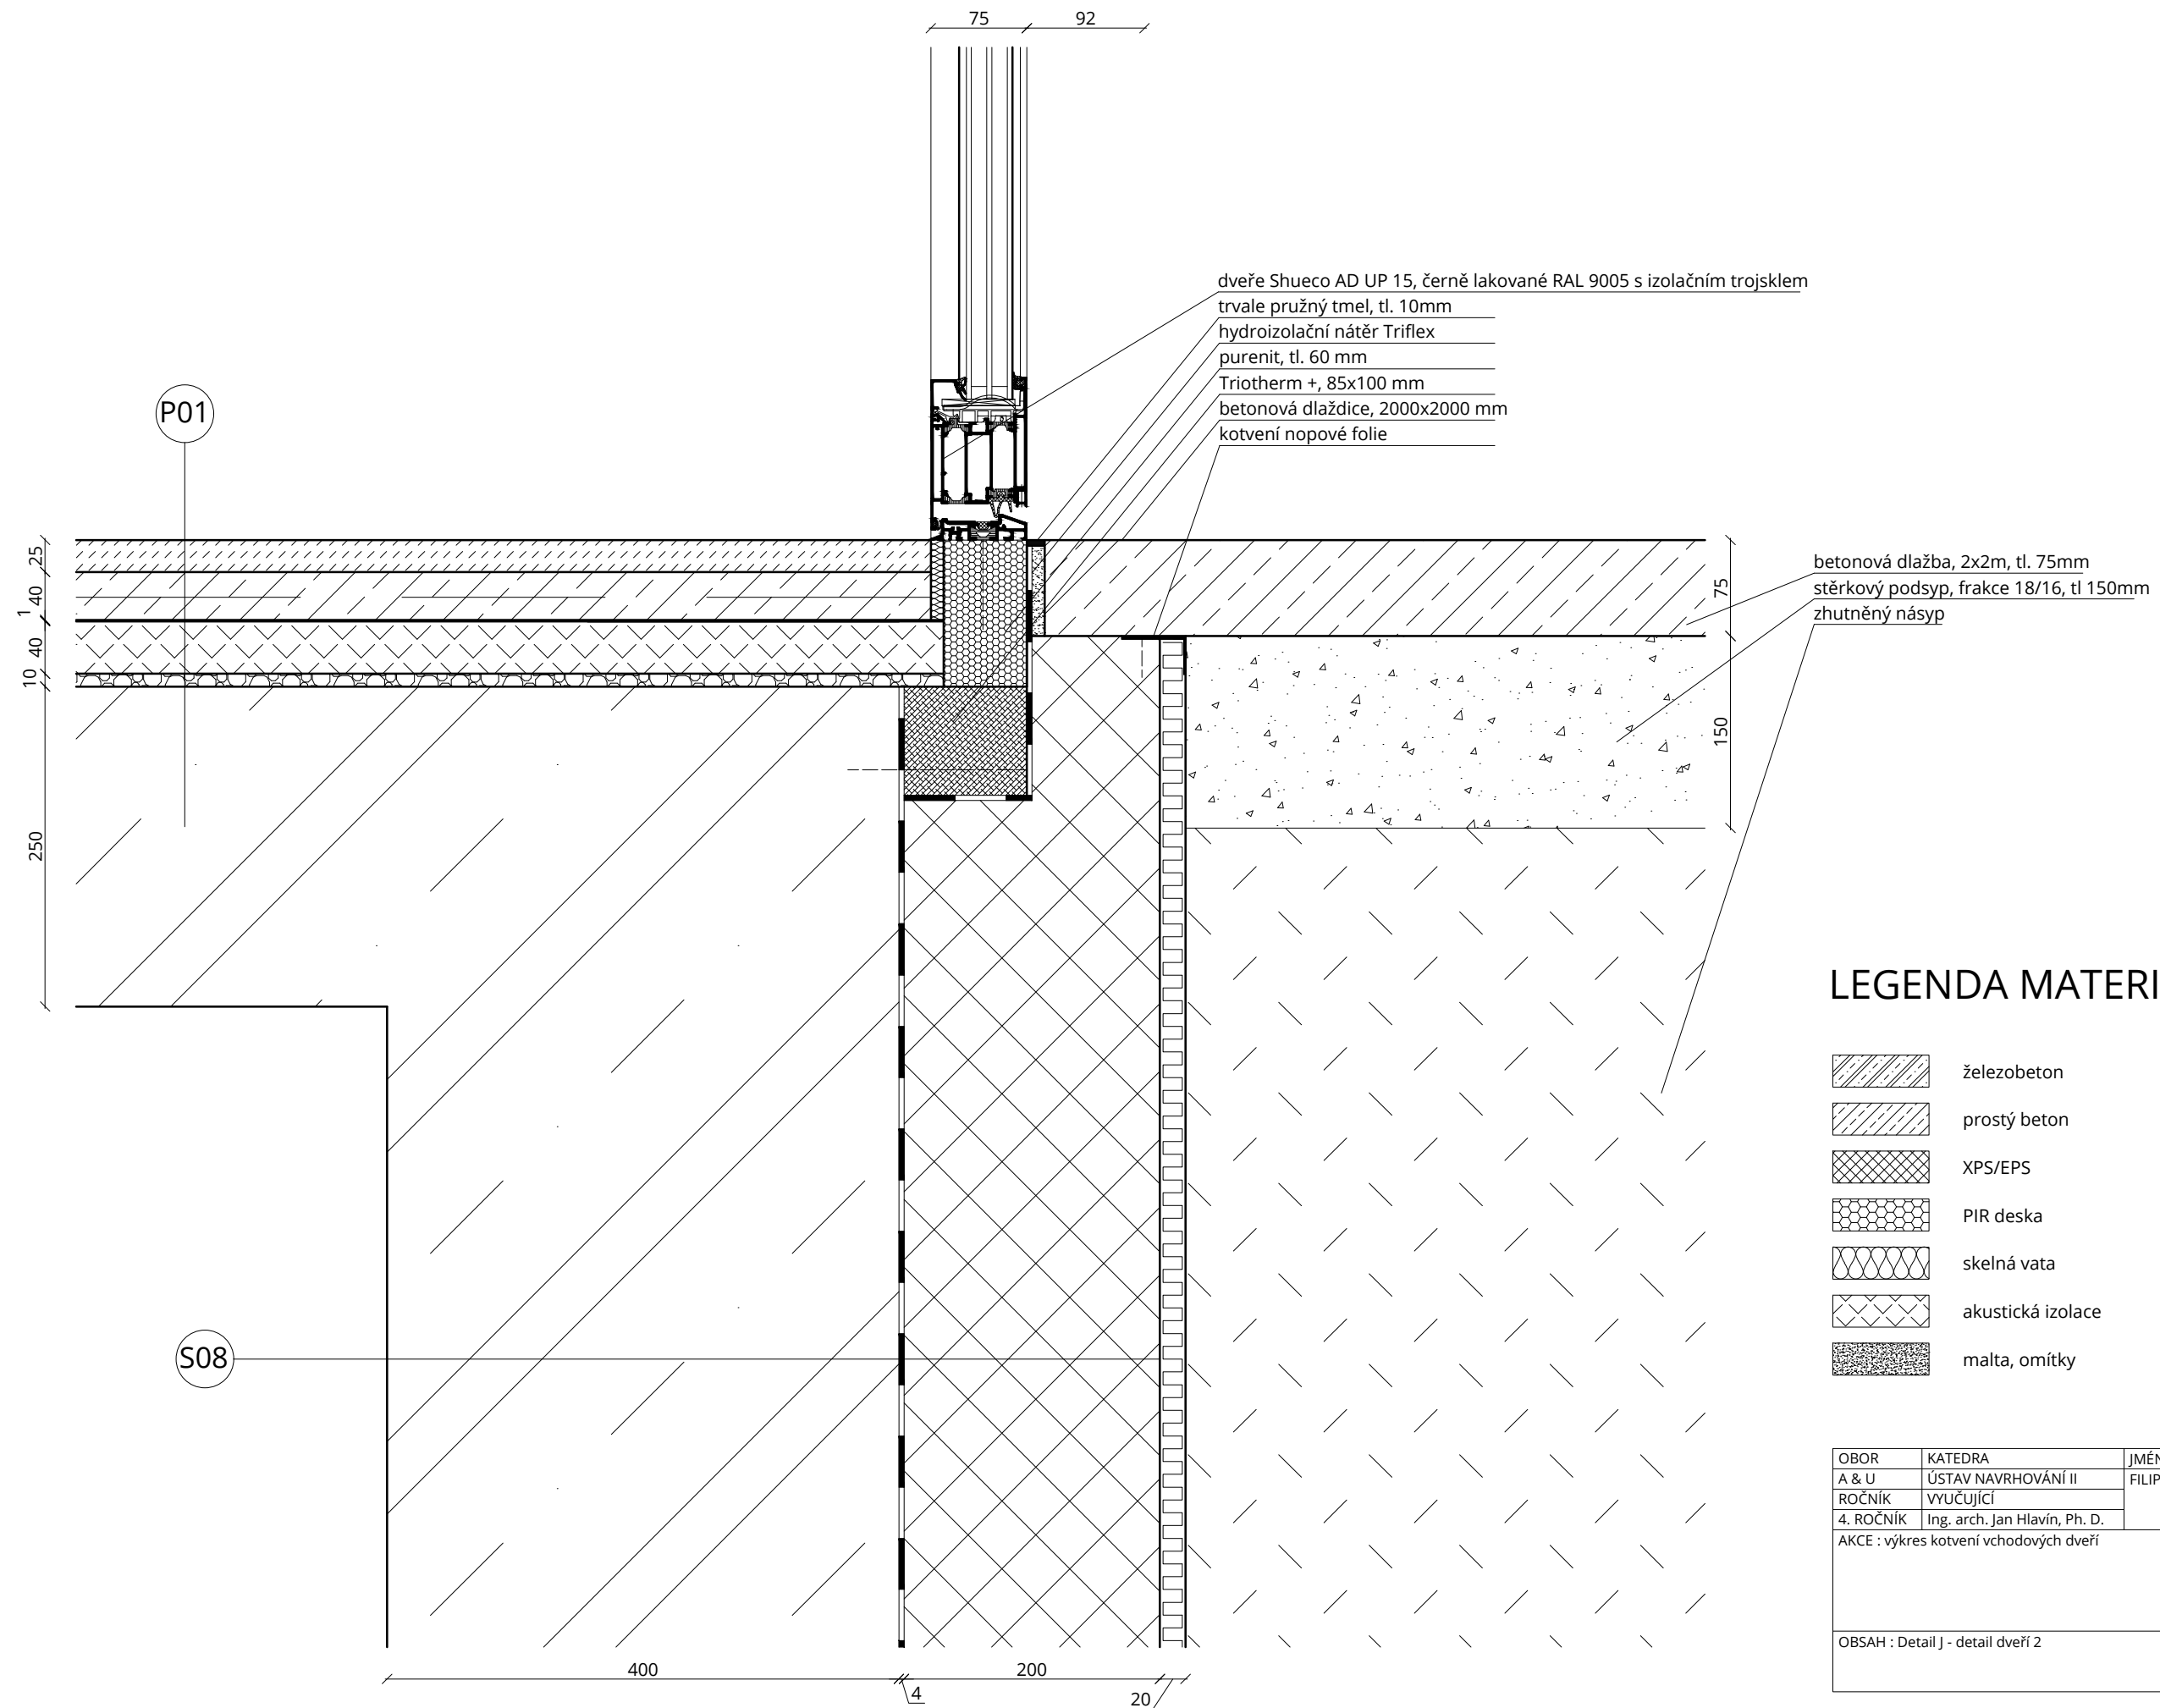 75
92
dveře Shueco AD UP 15, černě lakované RAL 9005 s izolačním trojsklem
trvale pružný tmel, tl. 10mm
hydroizolační nátěr Triflex
purenit, tl. 60 mm
Triotherm +, 85x100 mm
betonová dlaždice, 2000x2000 mm
kotvení nopové folie
P01
25
40
1
40
10
250
75
150
betonová dlažba, 2x2m, tl. 75mm
stěrkový podsyp, frakce 18/16, tl 150mm
zhutněný násyp
S08
400
4
200
20
LEGENDA MATERI
železobeton
prostý beton
XPS/EPS
PIR deska
skelná vata
akustická izolace
malta, omítky
OBOR KATEDRA JMÉN
A & U ÚSTAV NAVRHOVÁNÍ II FILIP
ROČNÍK VYUČUJÍCÍ
4. ROČNÍK Ing. arch. Jan Hlavín, Ph. D.
AKCE : výkres kotvení vchodových dveří
OBSAH : Detail J - detail dveří 2